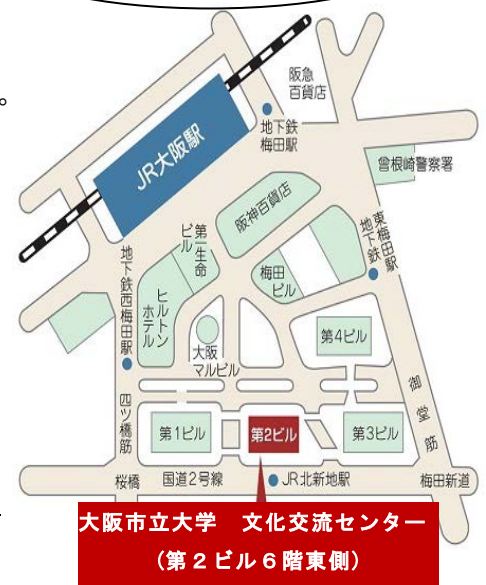 。
阪急
百貨店
地下鉄
梅田駅
JR大阪駅
曾根崎警察署
阪神百貨店
第一生命
ビル
地下鉄
東梅田駅
梅田
ビル
ヒルトン
ホテル
地下鉄西梅田駅
大阪
マルビル
第4ビル
御堂筋
四ツ橋筋
第1ビル
第2ビル
第3ビル
桜橋
国道2号線
JR北新地駅
梅田新道
大阪市立大学 文化交流センター
(第2ビル6階東側)